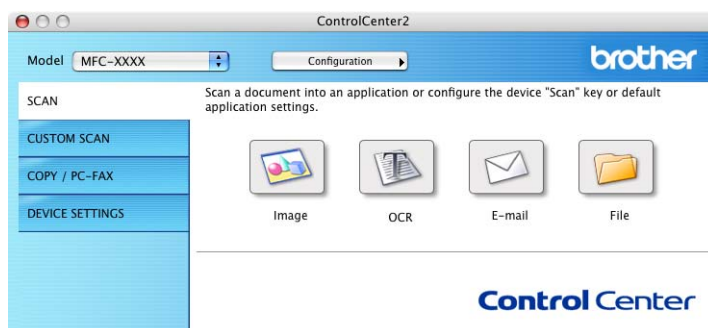 ControlCenter2
Model MFC-XXXX Configuration brother
SCAN
Scan a document into an application or configure the device "Scan" key or default
application settings.
CUSTOM SCAN
COPY / PC-FAX
DEVICE SETTINGS
Image OCR E-mail File
Control Center